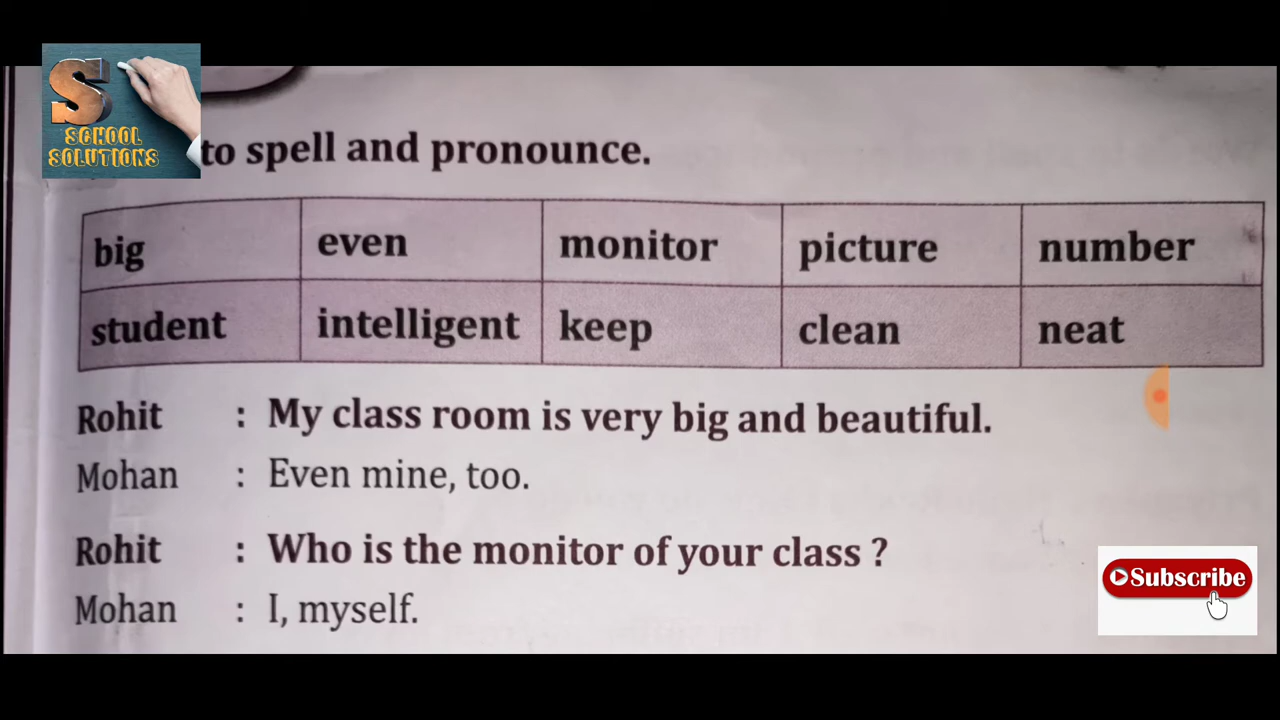 S
SCHOOL
SOLUTIONS
to spell and pronounce.
big even monitor picture number
student intelligent keep clean neat
Rohit : My class room is very big and beautiful.
Mohan : Even mine, too.
Rohit : Who is the monitor of your class ?
Mohan : I, myself.
Subscribe